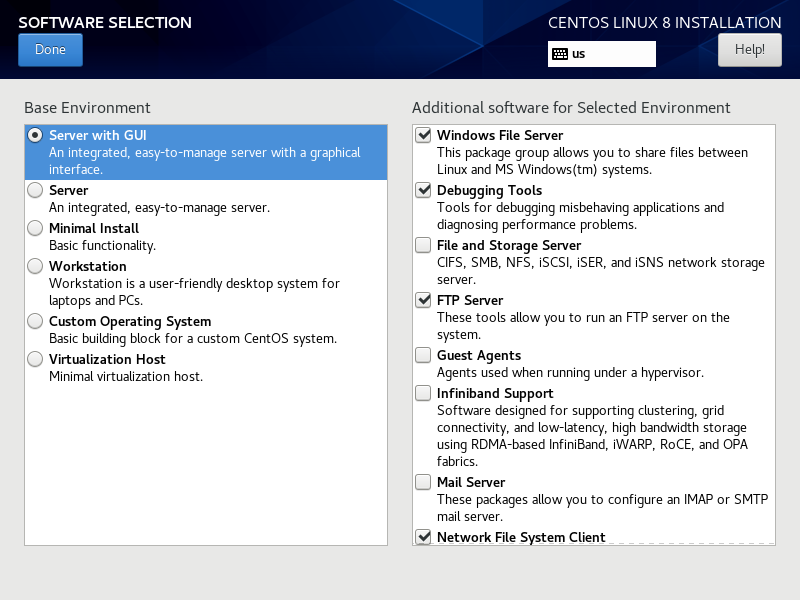 SOFTWARE SELECTION
CENTOS LINUX 8 INSTALLATION
Done
us
Help!
Base Environment
Server with GUI
An integrated, easy-to-manage server with a graphical
interface.
Server
An integrated, easy-to-manage server.
Minimal Install
Basic functionality.
Workstation
Workstation is a user-friendly desktop system for
laptops and PCs.
Custom Operating System
Basic building block for a custom CentOS system.
Virtualization Host
Minimal virtualization host.
Additional software for Selected Environment
Windows File Server
This package group allows you to share files between
Linux and MS Windows(tm) systems.
Debugging Tools
Tools for debugging misbehaving applications and
diagnosing performance problems.
File and Storage Server
CIFS, SMB, NFS, iSCSI, iSER, and iSNS network storage
server.
FTP Server
These tools allow you to run an FTP server on the
system.
Guest Agents
Agents used when running under a hypervisor.
Infiniband Support
Software designed for supporting clustering, grid
connectivity, and low-latency, high bandwidth storage
using RDMA-based InfiniBand, iWARP, RoCE, and OPA
fabrics.
Mail Server
These packages allow you to configure an IMAP or SMTP
mail server.
Network File System Client